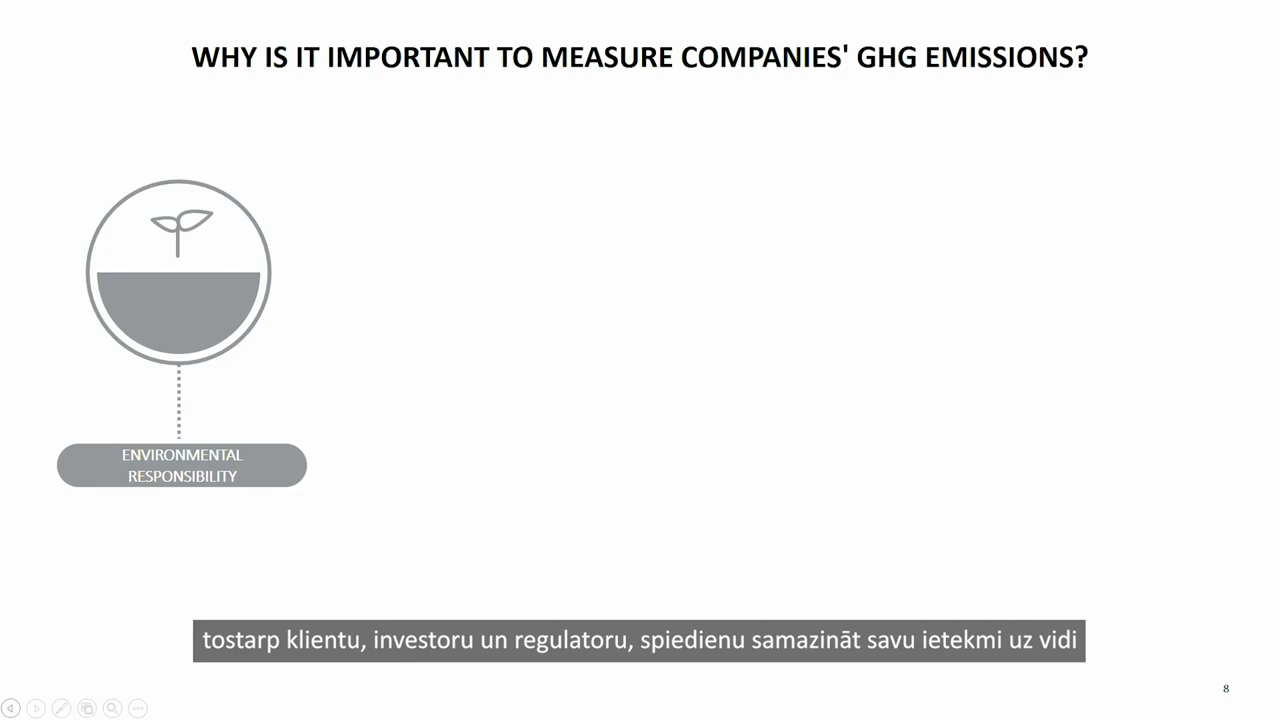 WHY IS IT IMPORTANT TO MEASURE COMPANIES' GHG EMISSIONS?
ENVIRONMENTAL
RESPONSIBILITY
tostarp klientu, investoru un regulatoru, spiedienu samazināt savu ietekmi uz vidi
8